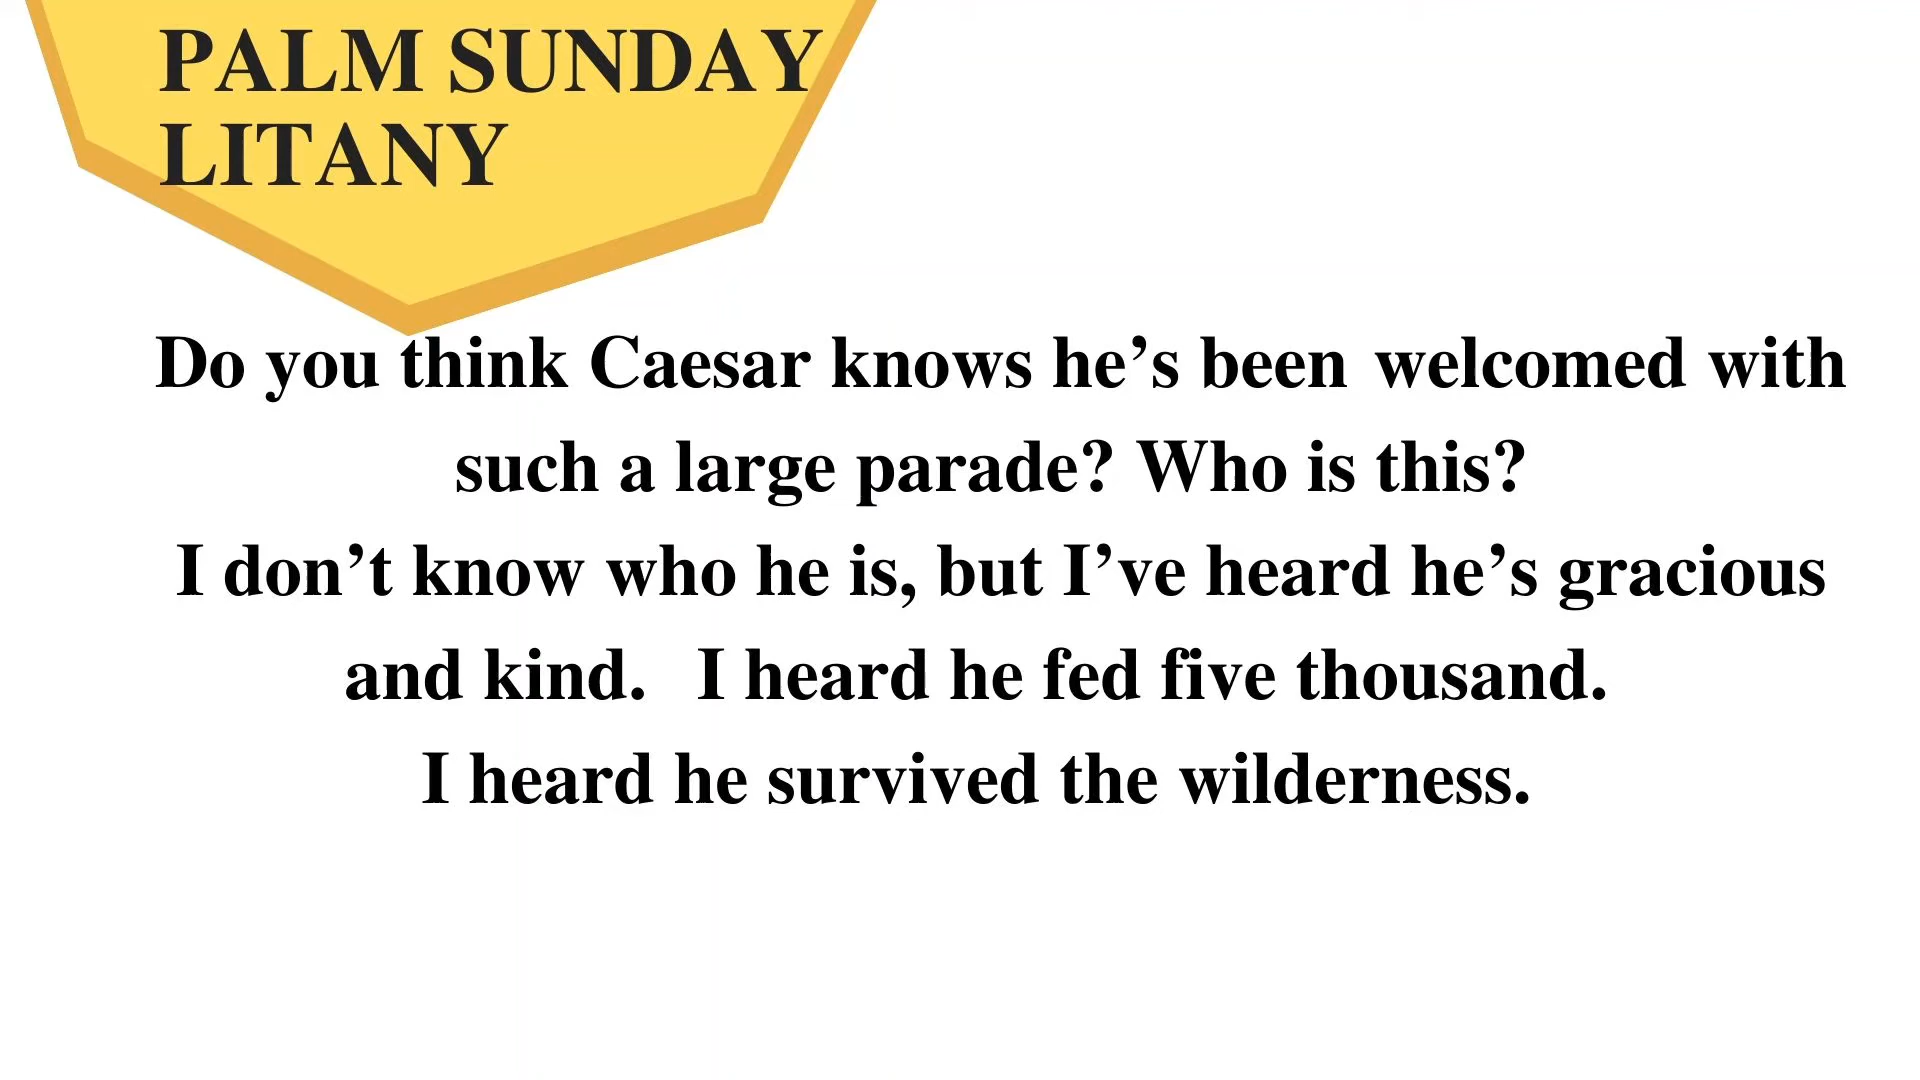 PALM SUNDAY
LITANY
Do you think Caesar knows he’s been welcomed with
such a large parade? Who is this?
I don’t know who he is, but I’ve heard he’s gracious
and kind.   I heard he fed five thousand.
I heard he survived the wilderness.